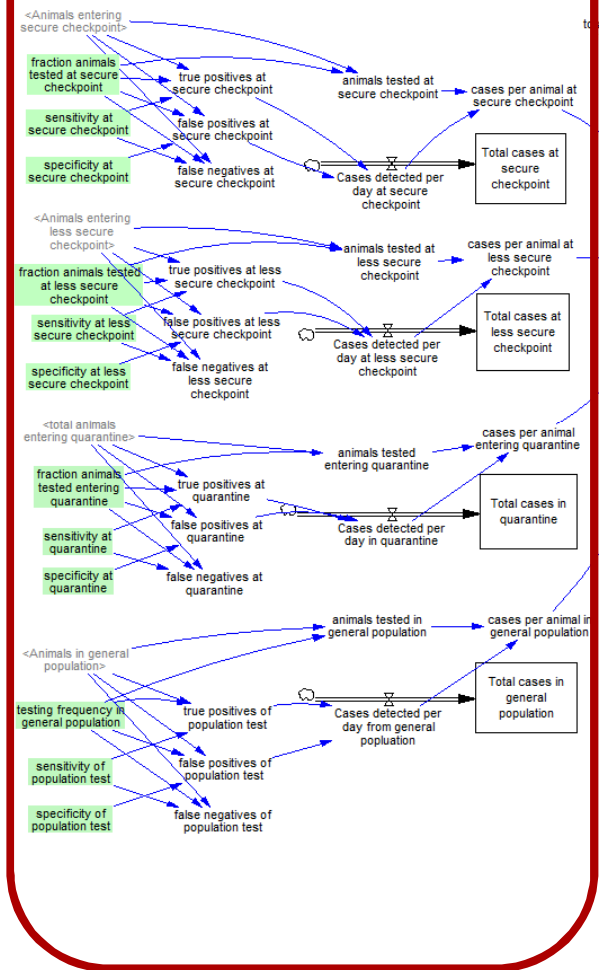 <Animals entering
secure checkpoint>
fraction animals
tested at secure
checkpoint
true positives at
secure checkpoint
animals tested at
secure checkpoint
cases per animal at
secure checkpoint
sensitivity at
secure checkpoint
false positives at
secure checkpoint
specificity at
secure checkpoint
false negatives at
secure checkpoint
Cases detected per
day at secure
checkpoint
Total cases at
secure
checkpoint
<Animals entering
less secure
checkpoint>
fraction animals tested
at less secure
checkpoint
true positives at less
secure checkpoint
animals tested at
less secure
checkpoint
cases per animal at
less secure
checkpoint
sensitivity at less
secure checkpoint
false positives at less
secure checkpoint
specificity at less
secure checkpoint
false negatives at
less secure
checkpoint
Cases detected per
day at less secure
checkpoint
Total cases at
less secure
checkpoint
<total animals
entering quarantine>
fraction animals
tested entering
quarantine
true positives at
quarantine
animals tested
entering quarantine
cases per animal
entering quarantine
sensitivity at
quarantine
false positives at
quarantine
specificity at
quarantine
false negatives at
quarantine
Cases detected per
day in quarantine
Total cases in
quarantine
<Animals in general
population>
testing frequency in
general population
true positives of
population test
animals tested in
general population
cases per animal in
general population
sensitivity of
population test
false positives of
population test
specificity of
population test
false negatives of
population test
Cases detected per
day from general
popluation
Total cases in
general
population